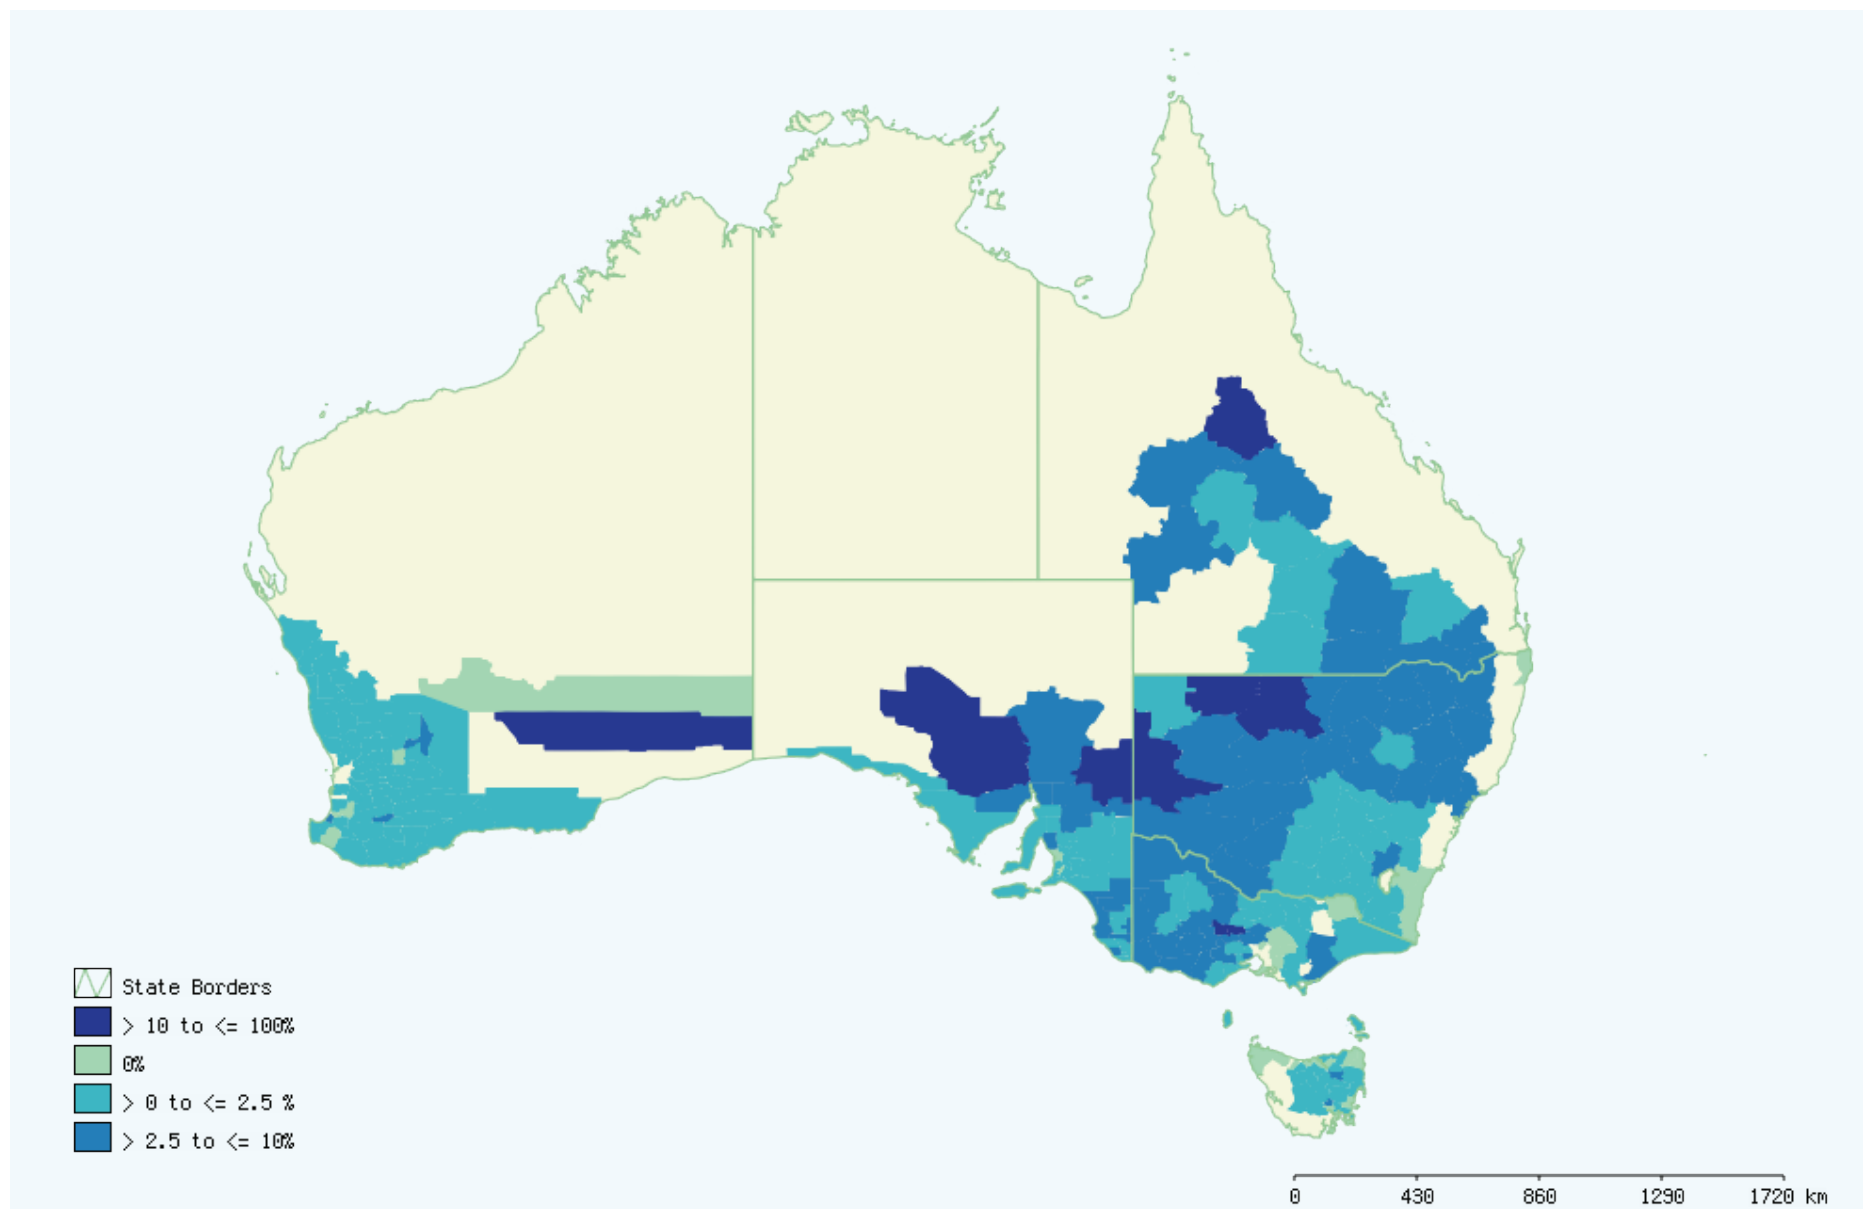 State Borders
> 10 to <= 100%
0%
> 0 to <= 2.5 %
> 2.5 to <= 10%
0 430 860 1290 1720 km